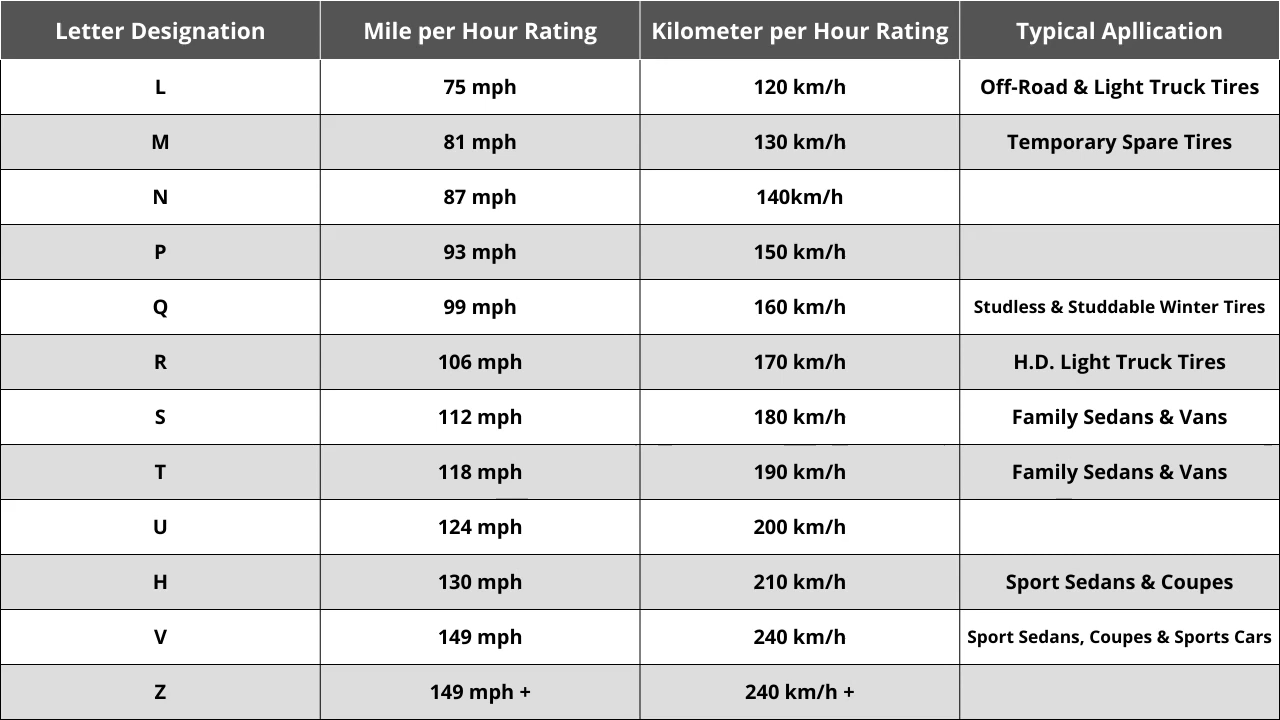 Letter Designation Mile per Hour Rating Kilometer per Hour Rating Typical Apllication
L 75 mph 120 km/h Off-Road & Light Truck Tires
M 81 mph 130 km/h Temporary Spare Tires
N 87 mph 140km/h
P 93 mph 150 km/h
Q 99 mph 160 km/h Studless & Studdable Winter Tires
R 106 mph 170 km/h H.D. Light Truck Tires
S 112 mph 180 km/h Family Sedans & Vans
T 118 mph 190 km/h Family Sedans & Vans
U 124 mph 200 km/h
H 130 mph 210 km/h Sport Sedans & Coupes
V 149 mph 240 km/h Sport Sedans, Coupes & Sports Cars
Z 149 mph + 240 km/h +